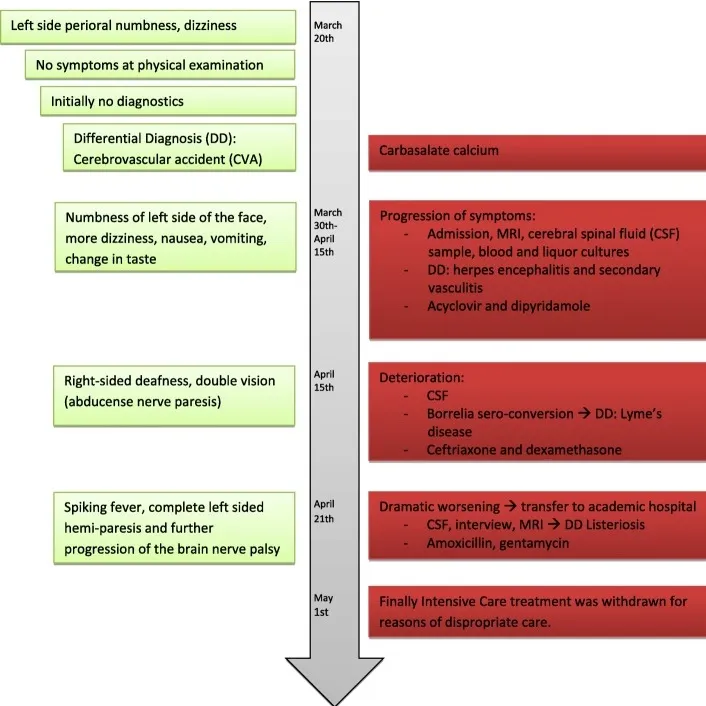 Left side perioral numbness, dizziness
March
20th
No symptoms at physical examination
Initially no diagnostics
Differential Diagnosis (DD):
Cerebrovascular accident (CVA)
Carbasalate calcium
Numbness of left side of the face,
more dizziness, nausea, vomiting,
change in taste
March
30th-
April
15th
Progression of symptoms:
- Admission, MRI, cerebral spinal fluid (CSF)
sample, blood and liquor cultures
- DD: herpes encephalitis and secondary
vasculitis
- Acyclovir and dipyridamole
Right-sided deafness, double vision
(abducense nerve paresis)
April
15th
Deterioration:
- CSF
- Borrelia sero-conversion → DD: Lyme's
disease
- Ceftriaxone and dexamethasone
Spiking fever, complete left sided
hemi-paresis and further
progression of the brain nerve palsy
April
21th
Dramatic worsening → transfer to academic hospital
- CSF, interview, MRI → DD Listeriosis
- Amoxicillin, gentamycin
May
1st
Finally Intensive Care treatment was withdrawn for
reasons of dispropriate care.